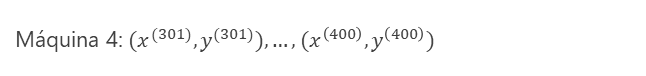 Máquina 4: (𝑥⁽³⁰¹⁾, 𝑦⁽³⁰¹⁾), … , (𝑥⁽⁴⁰⁰⁾, 𝑦⁽⁴⁰⁰⁾)